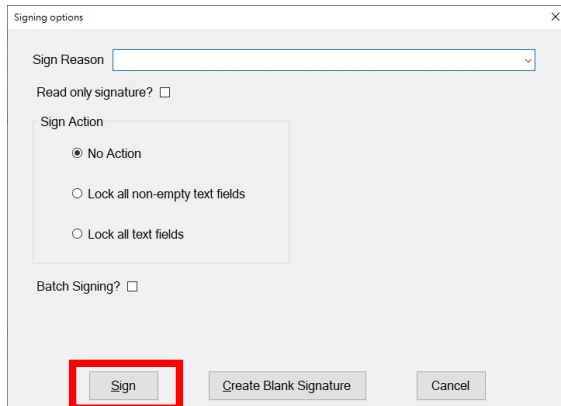 Signing options
Sign Reason
Read only signature?
Sign Action
No Action
Lock all non-empty text fields
Lock all text fields
Batch Signing?
Sign Create Blank Signature Cancel